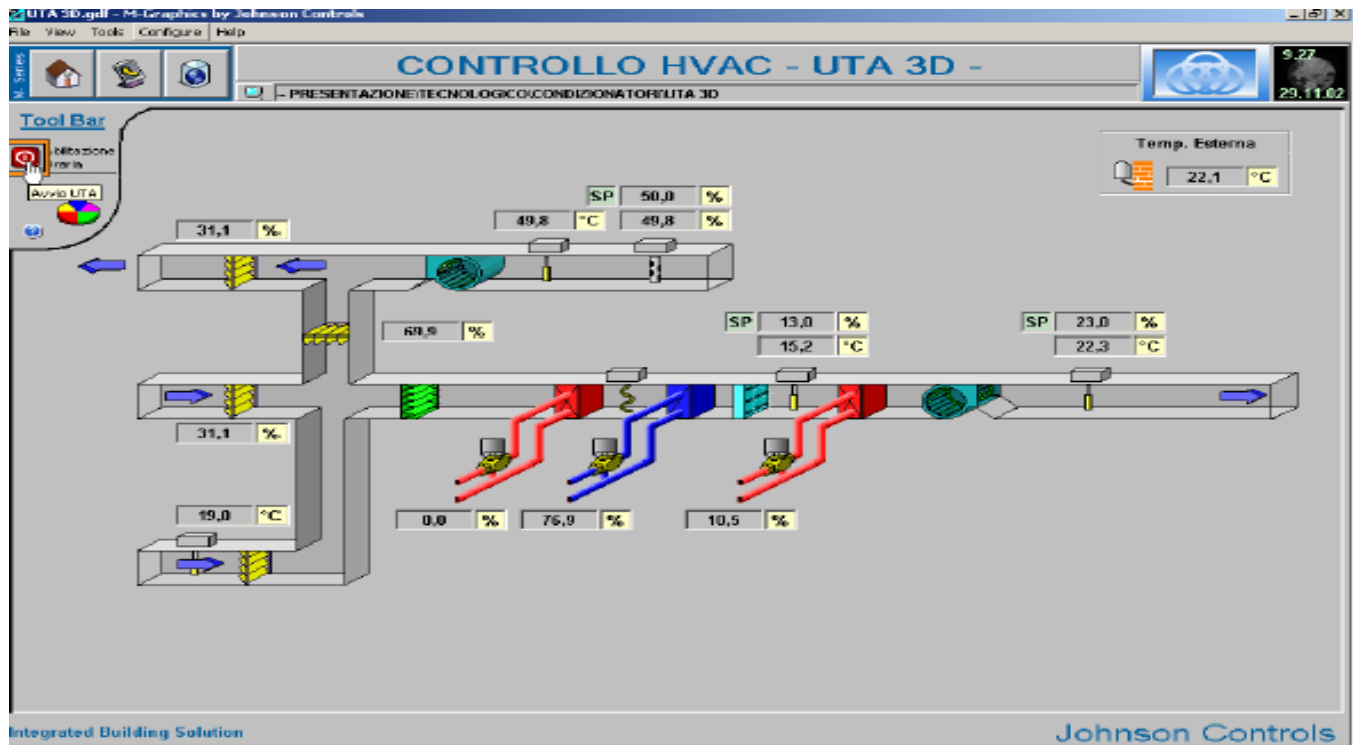 UTA 3D.gdf - M-Graphics by Johnson Controls
File View Tools Configure Help
M- Series
CONTROLLO HVAC - UTA 3D -
- PRESENTAZIONE\TECNOLOGICO\CONDIZIONATORI\UTA 3D
9.27
29.11.02
Tool Bar
Avvio UTA
Temp. Esterna
22,1 °C
SP 50,0 %
49,8 °C 49,8 %
31,1 %
69,9 %
SP 13,0 %
15,2 °C
SP 23,0 %
22,3 °C
31,1 %
19,0 °C
0,0 % 76,9 % 10,5 %
Integrated Building Solution
Johnson Controls